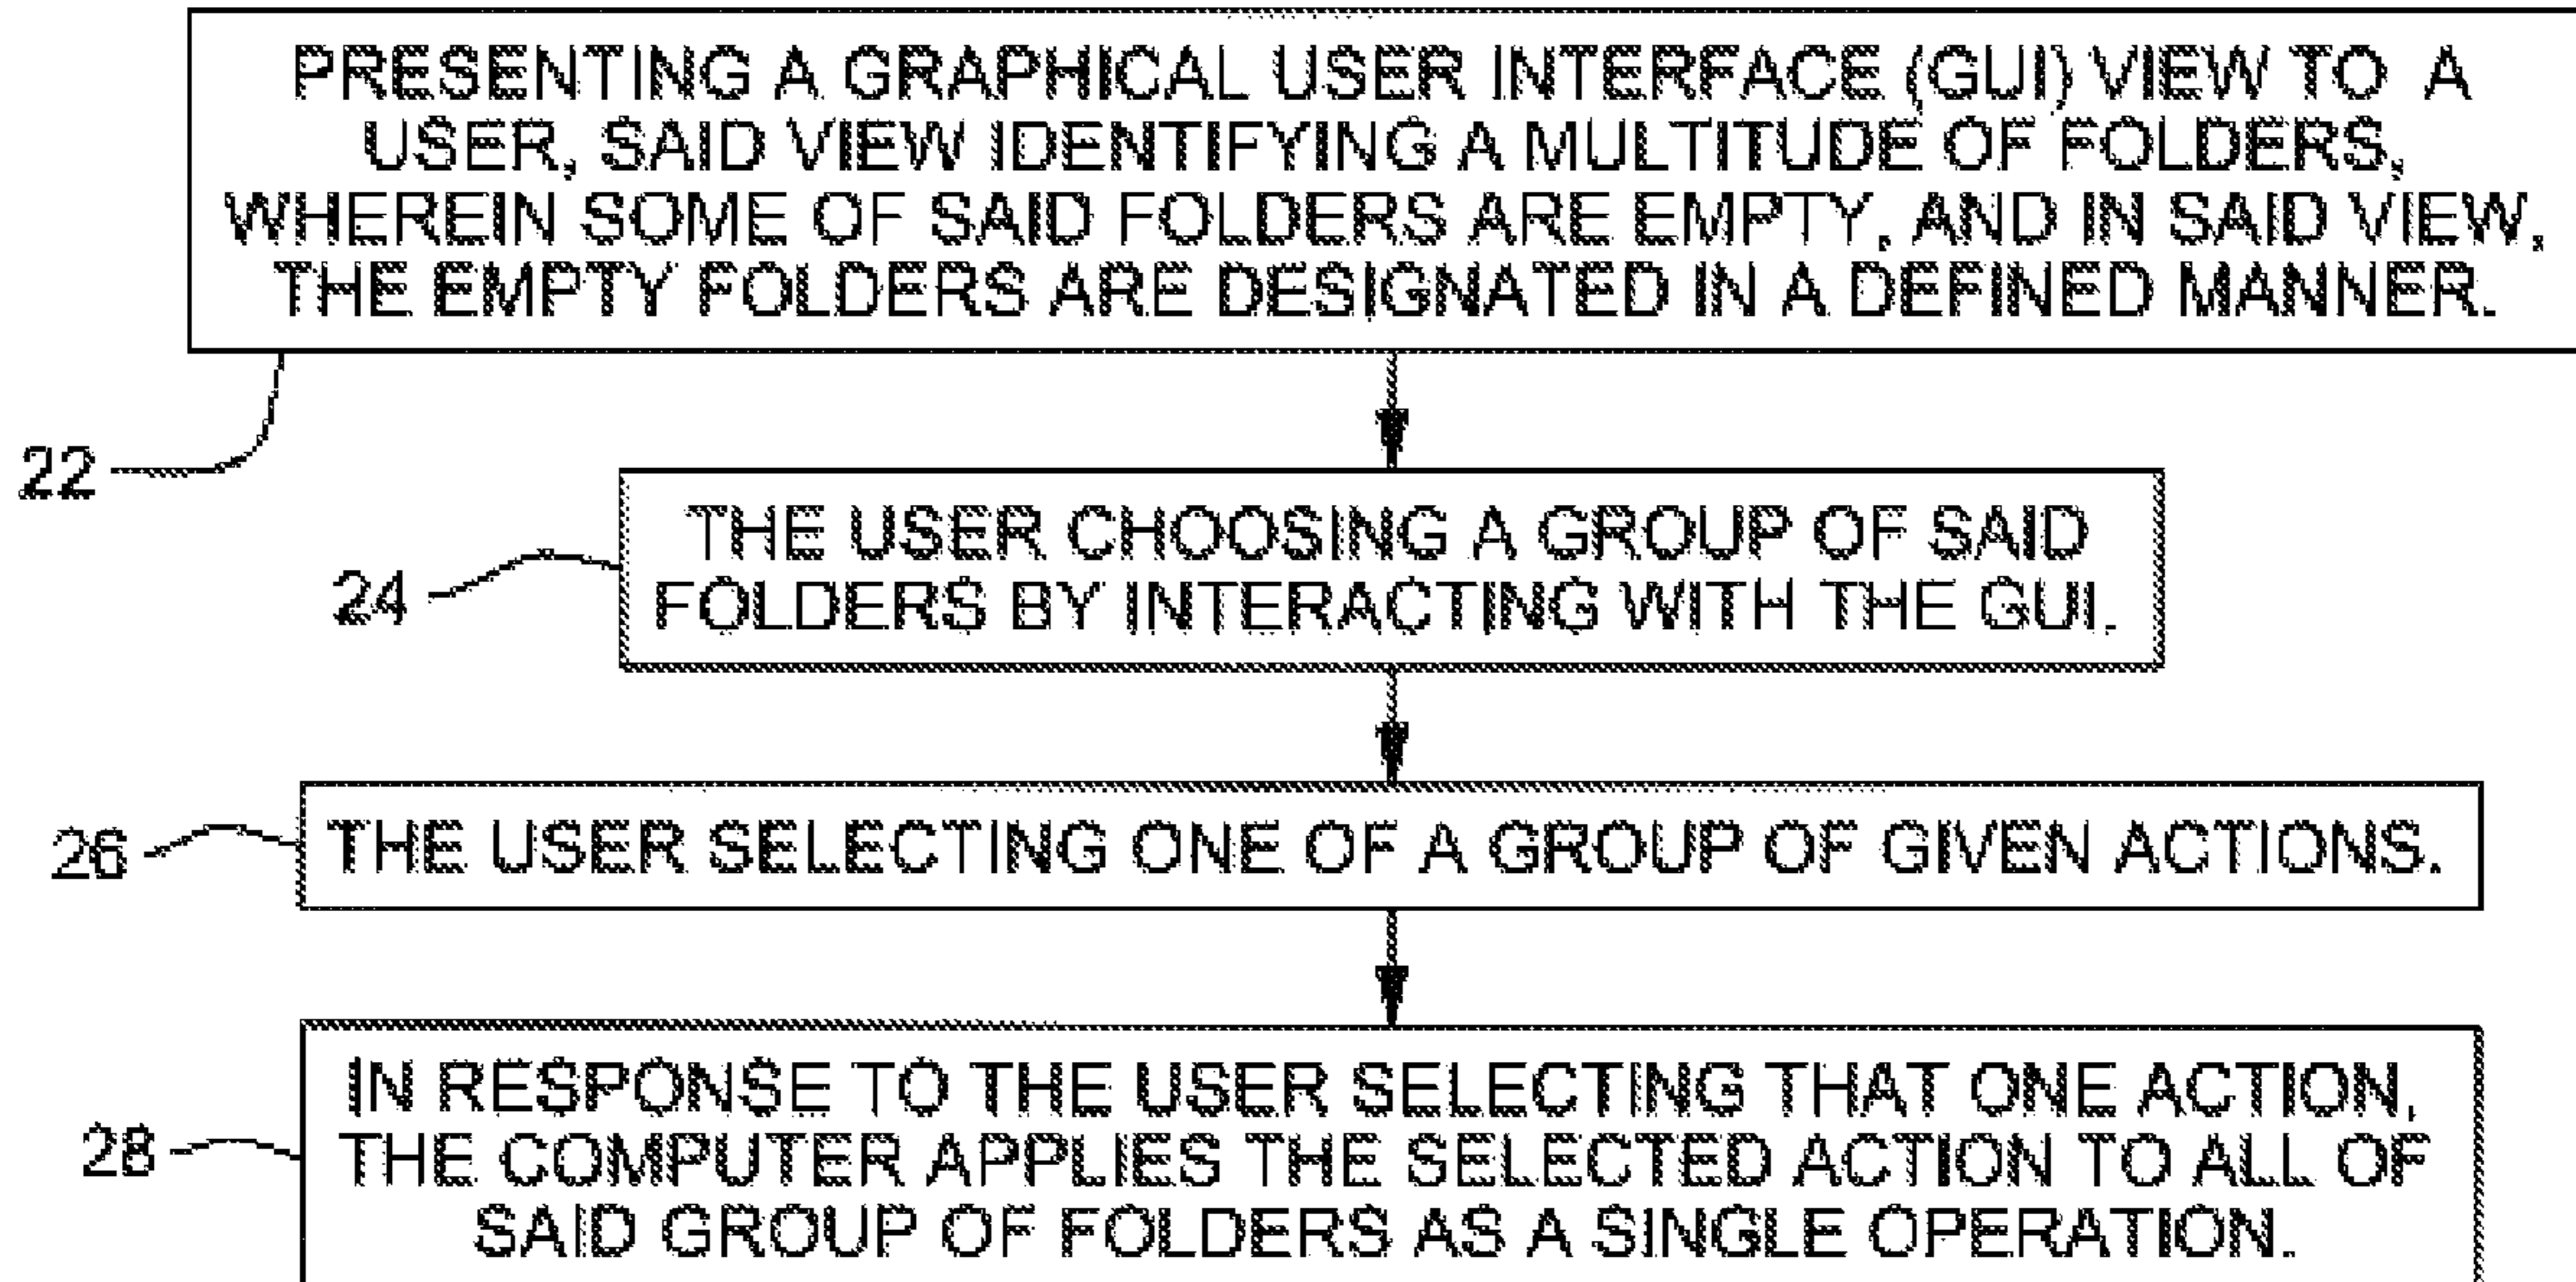 PRESENTING A GRAPHICAL USER INTERFACE (GUI) VIEW TO A
USER, SAID VIEW IDENTIFYING A MULTITUDE OF FOLDERS,
WHEREIN SOME OF SAID FOLDERS ARE EMPTY, AND IN SAID VIEW,
THE EMPTY FOLDERS ARE DESIGNATED IN A DEFINED MANNER.
22
THE USER CHOOSING A GROUP OF SAID
FOLDERS BY INTERACTING WITH THE GUI.
24
THE USER SELECTING ONE OF A GROUP OF GIVEN ACTIONS.
26
IN RESPONSE TO THE USER SELECTING THAT ONE ACTION,
THE COMPUTER APPLIES THE SELECTED ACTION TO ALL OF
SAID GROUP OF FOLDERS AS A SINGLE OPERATION.
28